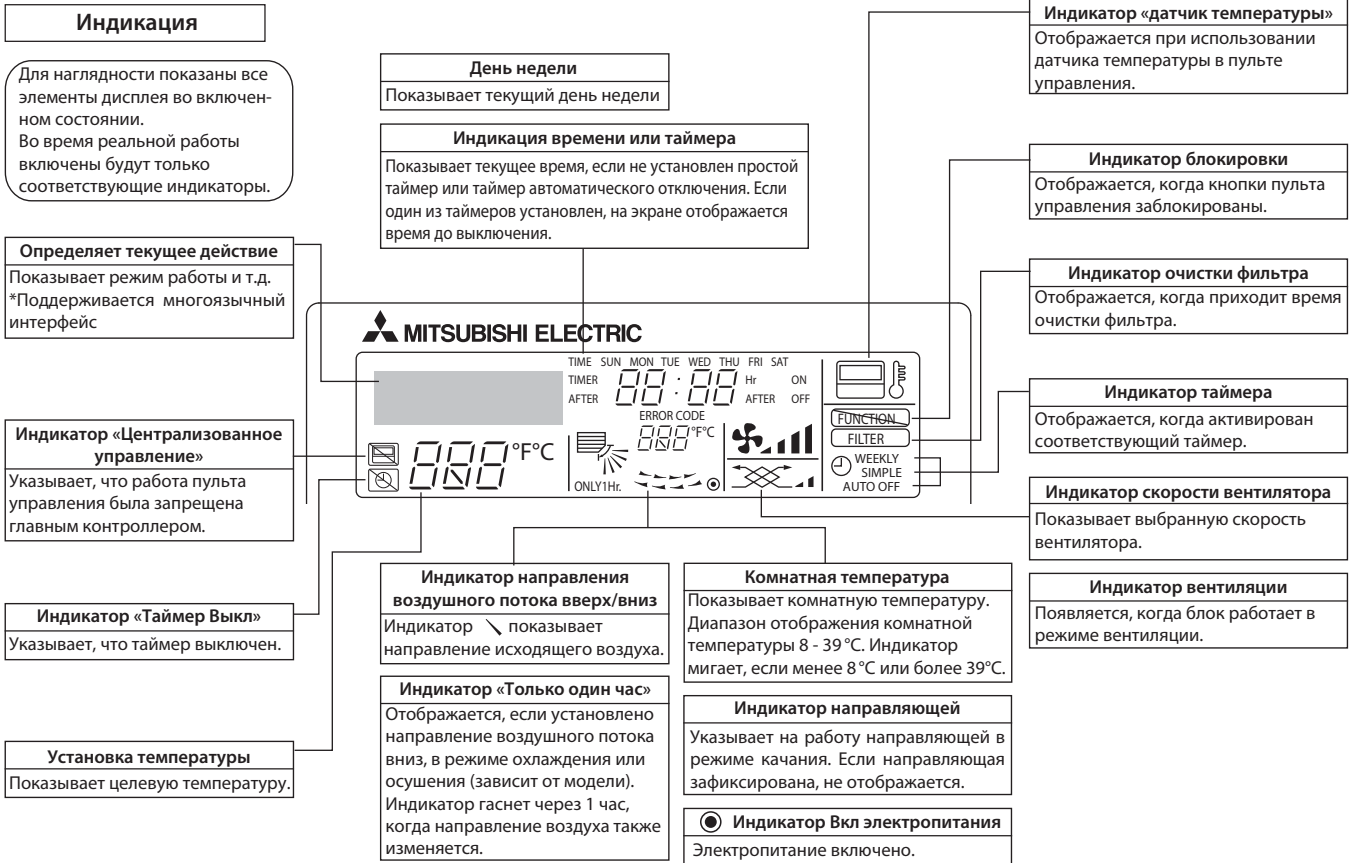 Индикация
Для наглядности показаны все
элементы дисплея во включен-
ном состоянии.
Во время реальной работы
включены будут только
соответствующие индикаторы.
День недели
Показывает текущий день недели
Индикация времени или таймера
Показывает текущее время, если не установлен простой
таймер или таймер автоматического отключения. Если
один из таймеров установлен, на экране отображается
время до выключения.
Индикатор «датчик температуры»
Отображается при использовании
датчика температуры в пульте
управления.
Индикатор блокировки
Отображается, когда кнопки пульта
управления заблокированы.
Индикатор очистки фильтра
Отображается, когда приходит время
очистки фильтра.
Индикатор таймера
Отображается, когда активирован
соответствующий таймер.
Индикатор скорости вентилятора
Показывает выбранную скорость
вентилятора.
Индикатор вентиляции
Появляется, когда блок работает в
режиме вентиляции.
Определяет текущее действие
Показывает режим работы и т.д.
*Поддерживается многоязычный
интерфейс
Индикатор «Централизованное
управление»
Указывает, что работа пульта
управления была запрещена
главным контроллером.
Индикатор «Таймер Выкл»
Указывает, что таймер выключен.
Установка температуры
Показывает целевую температуру.
MITSUBISHI ELECTRIC
TIME SUN MON TUE WED THU FRI SAT
TIMER 88:88 Hr ON
AFTER AFTER OFF
ERROR CODE
888 °F°C
888 °F°C
ONLY1Hr.
FUNCTION
FILTER
WEEKLY
SIMPLE
AUTO OFF
Индикатор направления
воздушного потока вверх/вниз
Индикатор показывает
направление исходящего воздуха.
Индикатор «Только один час»
Отображается, если установлено
направление воздушного потока
вниз, в режиме охлаждения или
осушения (зависит от модели).
Индикатор гаснет через 1 час,
когда направление воздуха также
изменяется.
Комнатная температура
Показывает комнатную температуру.
Диапазон отображения комнатной
температуры 8 - 39 °C. Индикатор
мигает, если менее 8 °C или более 39°C.
Индикатор направляющей
Указывает на работу направляющей в
режиме качания. Если направляющая
зафиксирована, не отображается.
Индикатор Вкл электропитания
Электропитание включено.